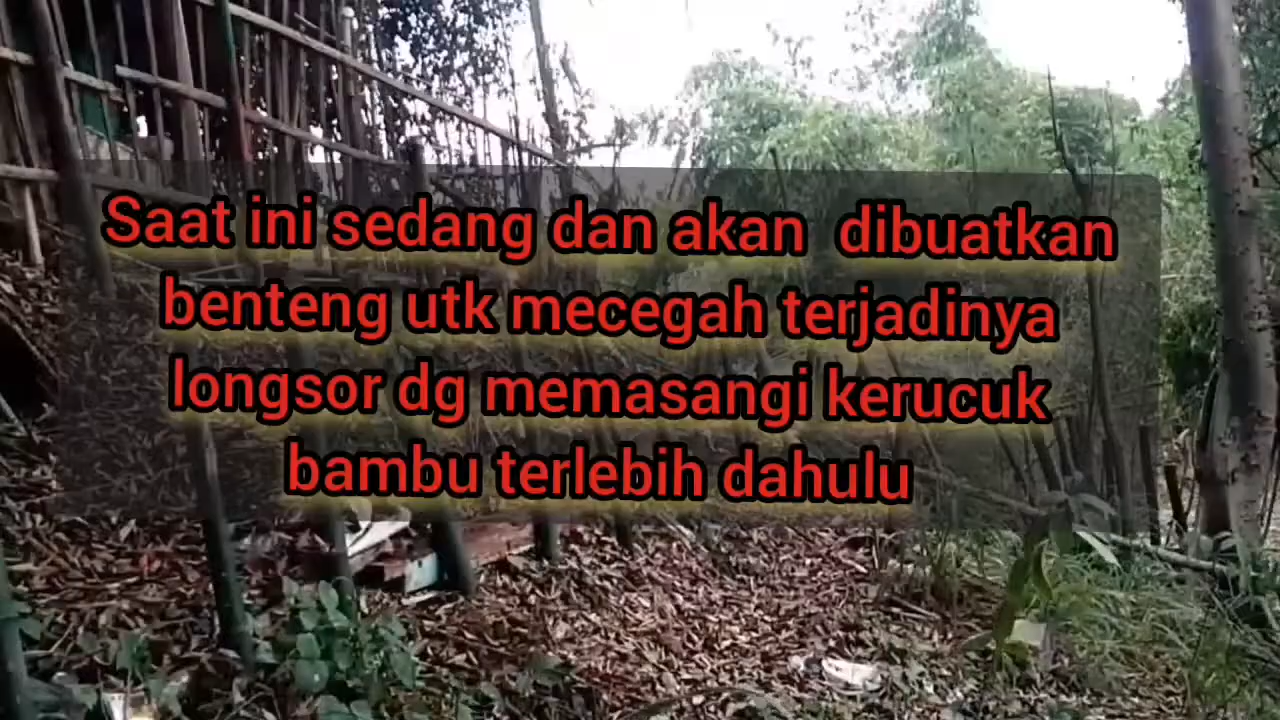 Saat ini sedang dan akan dibuatkan
benteng utk mecegah terjadinya
longsor dg memasangi kerucuk
bambu terlebih dahulu